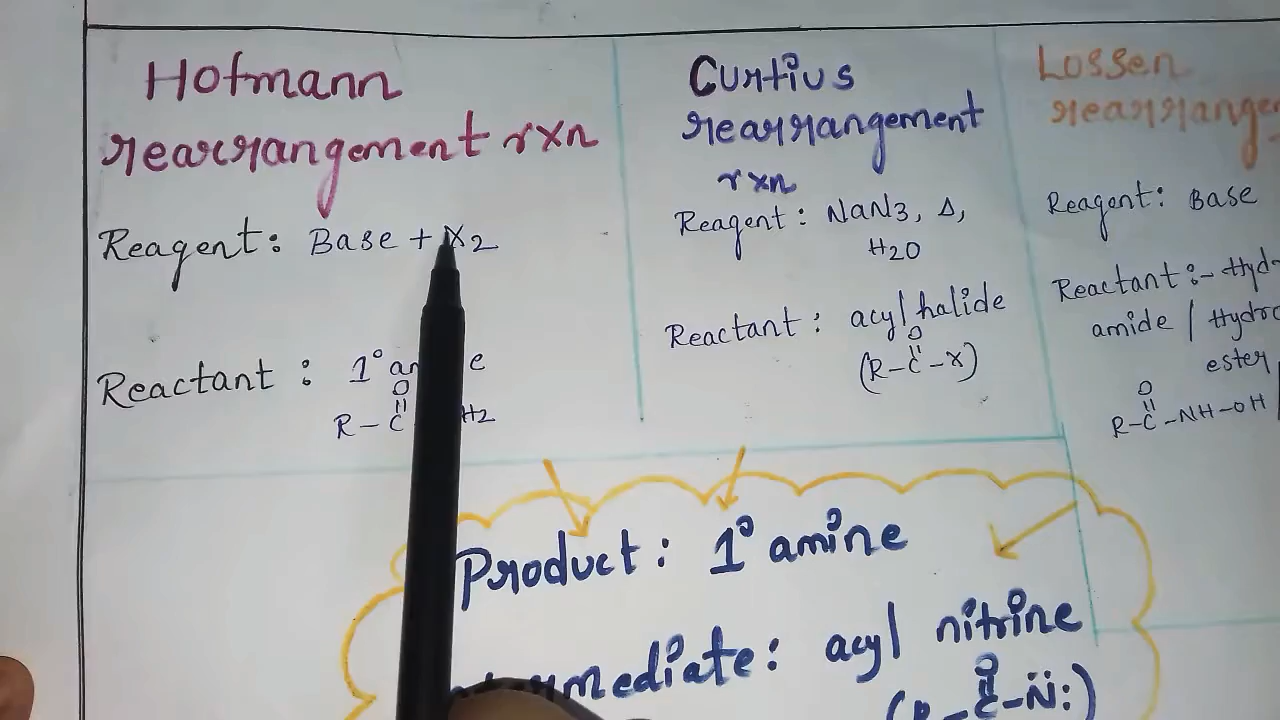 Hofmann
rearrangement rxn
Reagent: Base + X2
Reactant :
1°
R-C
H2
O
Curtius
rearrangement
rxn
Reagent: NaN3, Δ,
H2O
Reactant : acyl halide
O
(R-C-X)
Lossen
Reagent: Base
Reactant :-
amide /
ester
O
R-C-NH-OH
Product: 1° amine
acyl nitrine
O
C-N:)